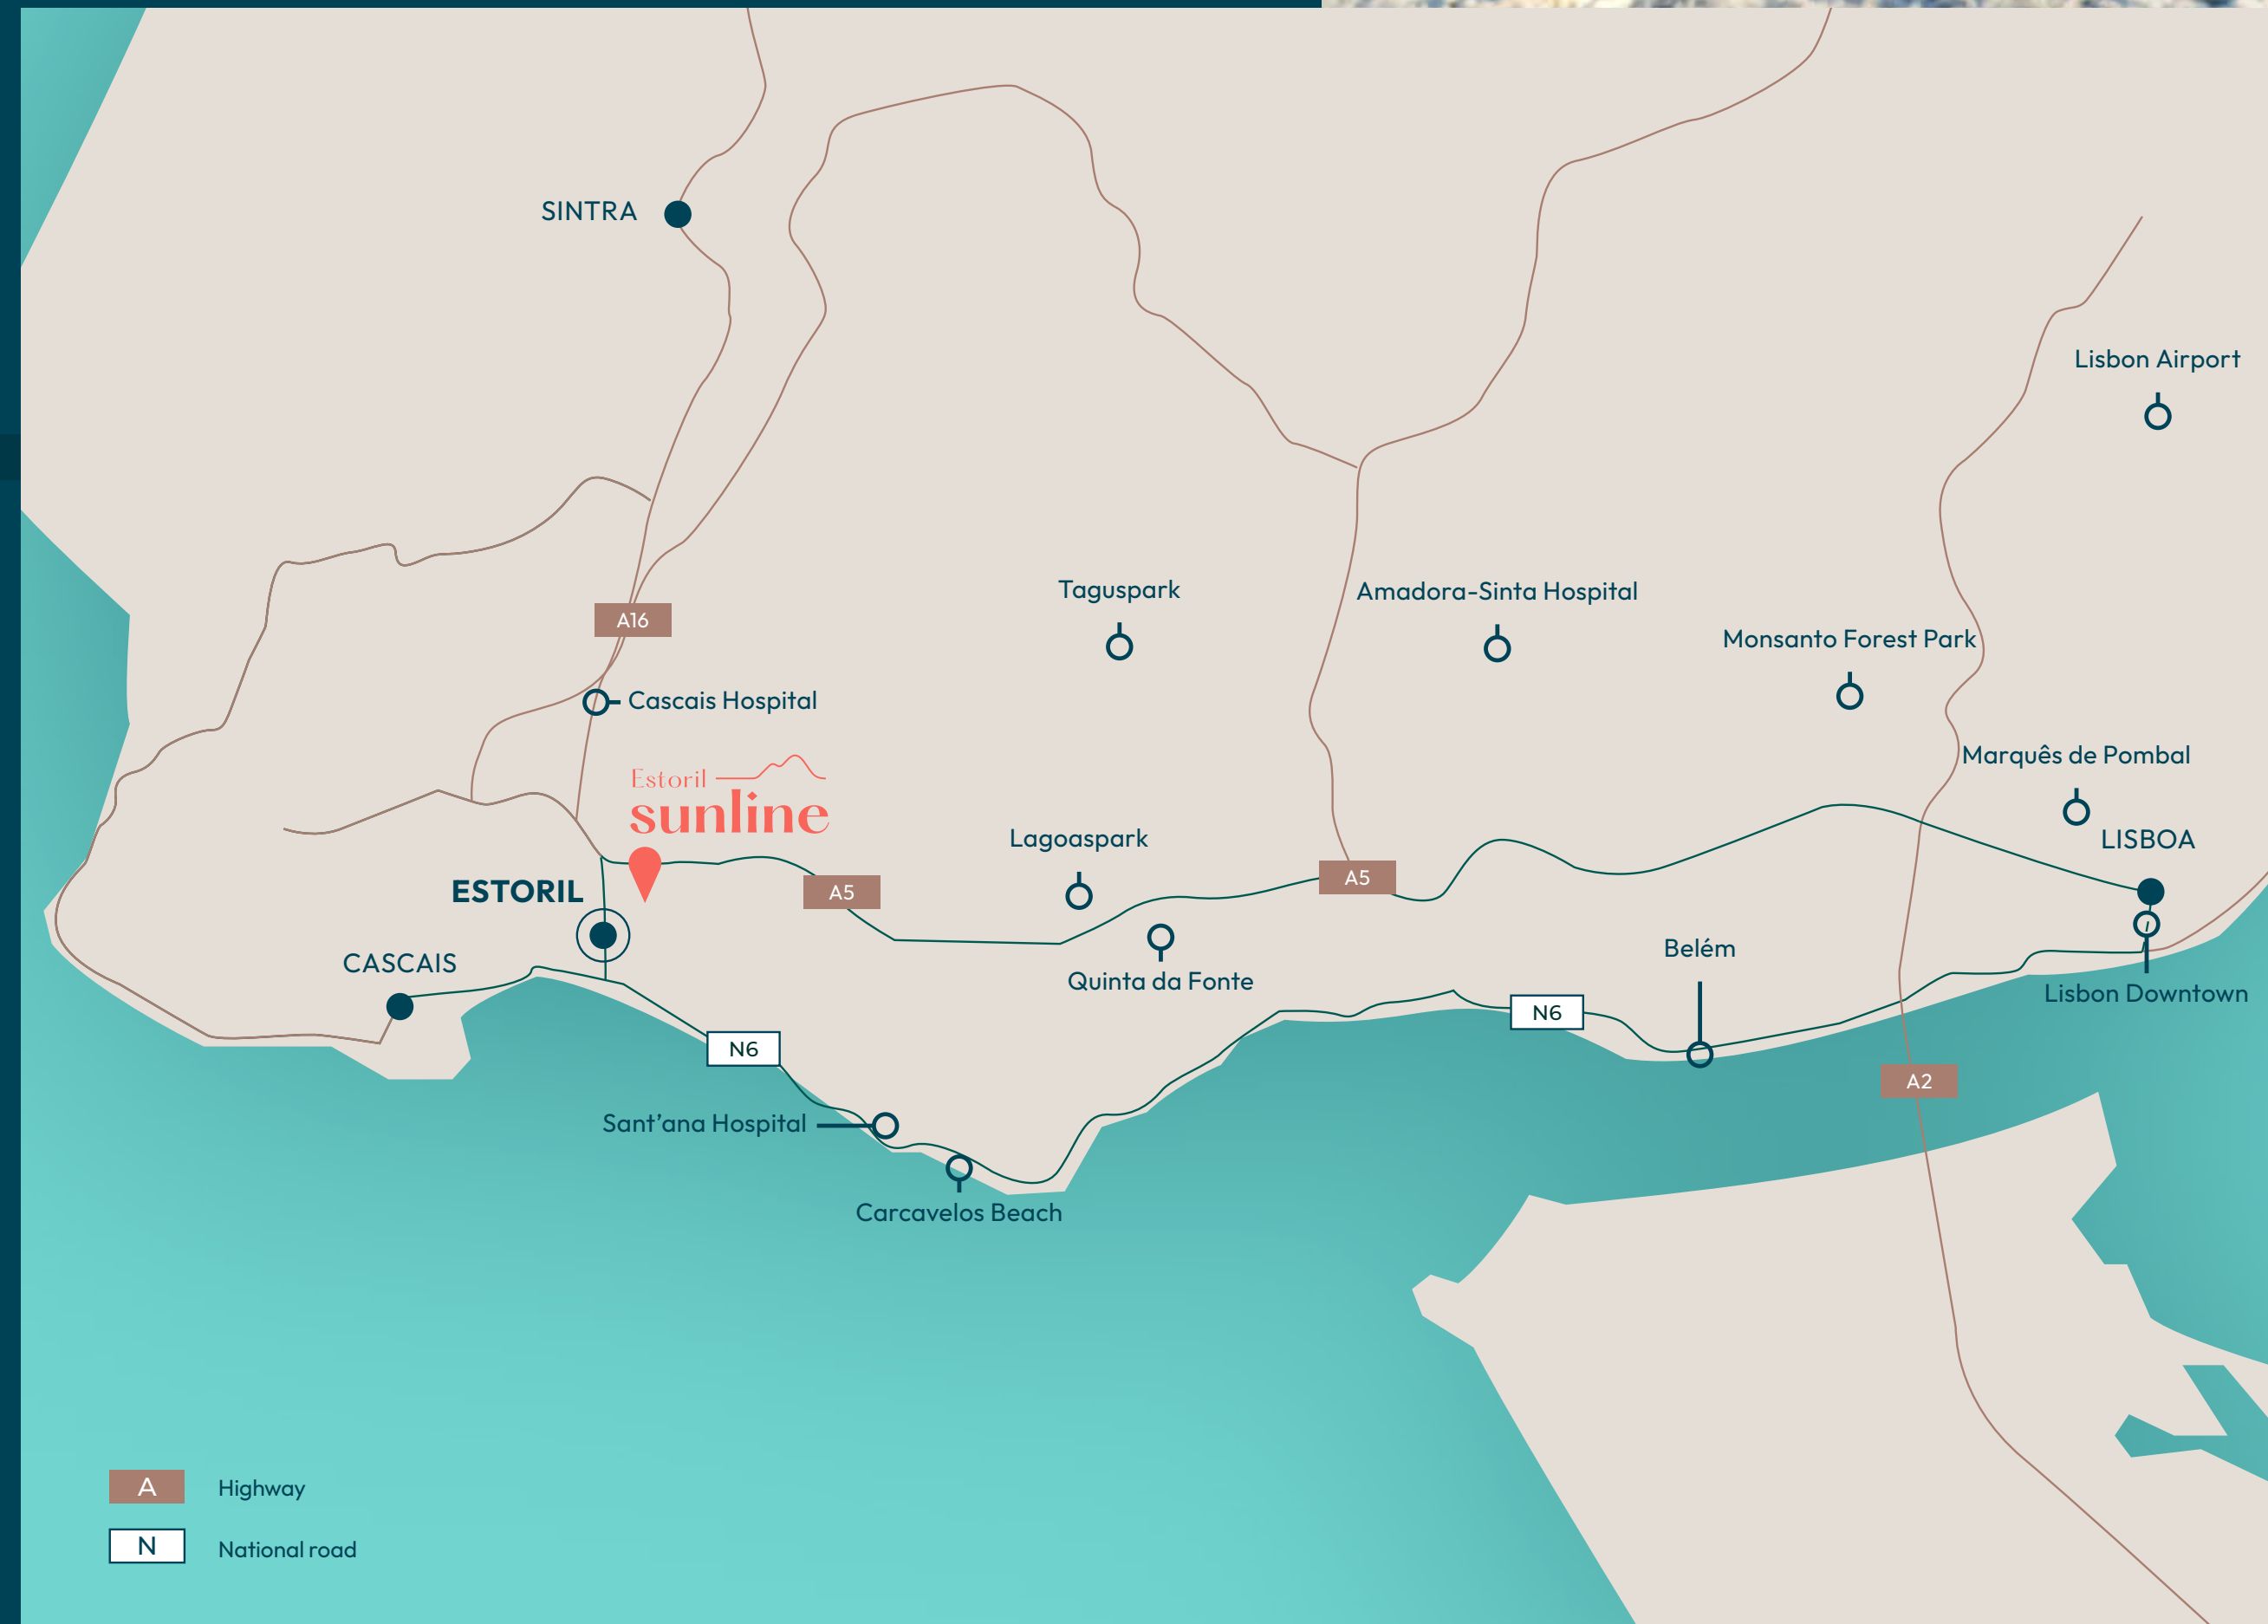 SINTRA
Lisbon Airport
Taguspark
Amadora-Sinta Hospital
A16
Monsanto Forest Park
Cascais Hospital
Marquês de Pombal
Estoril
sunline
Lagoaspark
LISBOA
A5
ESTORIL
A5
Belém
CASCAIS
Quinta da Fonte
Lisbon Downtown
N6
N6
A2
Sant’ana Hospital
Carcavelos Beach
A Highway
N National road